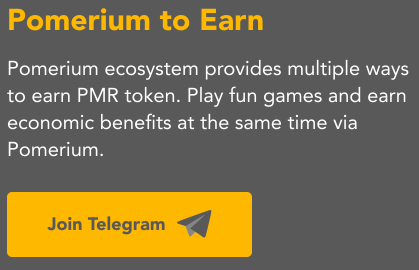 Pomerium to Earn
Pomerium ecosystem provides multiple ways
to earn PMR token. Play fun games and earn
economic benefits at the same time via
Pomerium.
Join Telegram